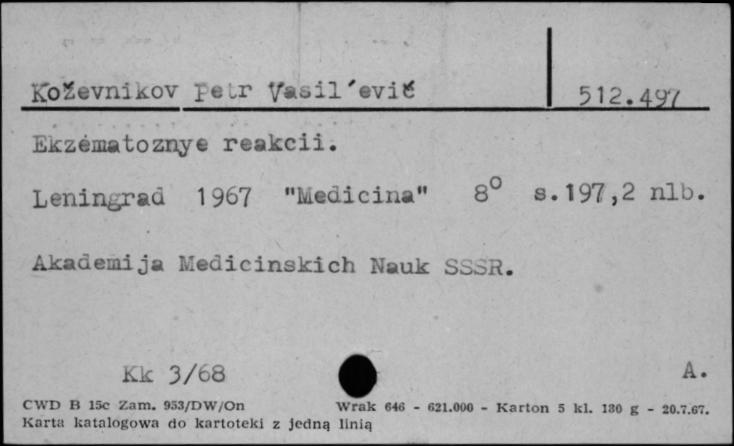 Koževnikov Petr Vasil'evič 512.497
Ekzématoznye reakcii.
Leningrad 1967 "Medicina" 8° s.197,2 nlb.
Akademija Medicinskich Nauk SSSR.
Kk 3/68 A.
CWD B 15c Zam. 953/DW/On Wrak 646 - 621.000 - Karton 5 kl. 180 g - 20.7.67.
Karta katalogowa do kartoteki z jedną linią